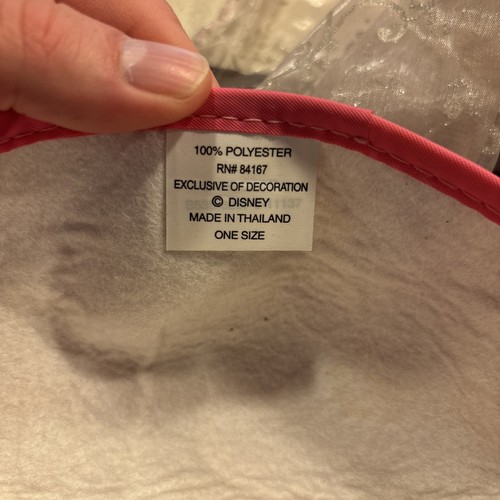 100% POLYESTER
RN# 84167
EXCLUSIVE OF DECORATION
© DISNEY
MADE IN THAILAND
ONE SIZE